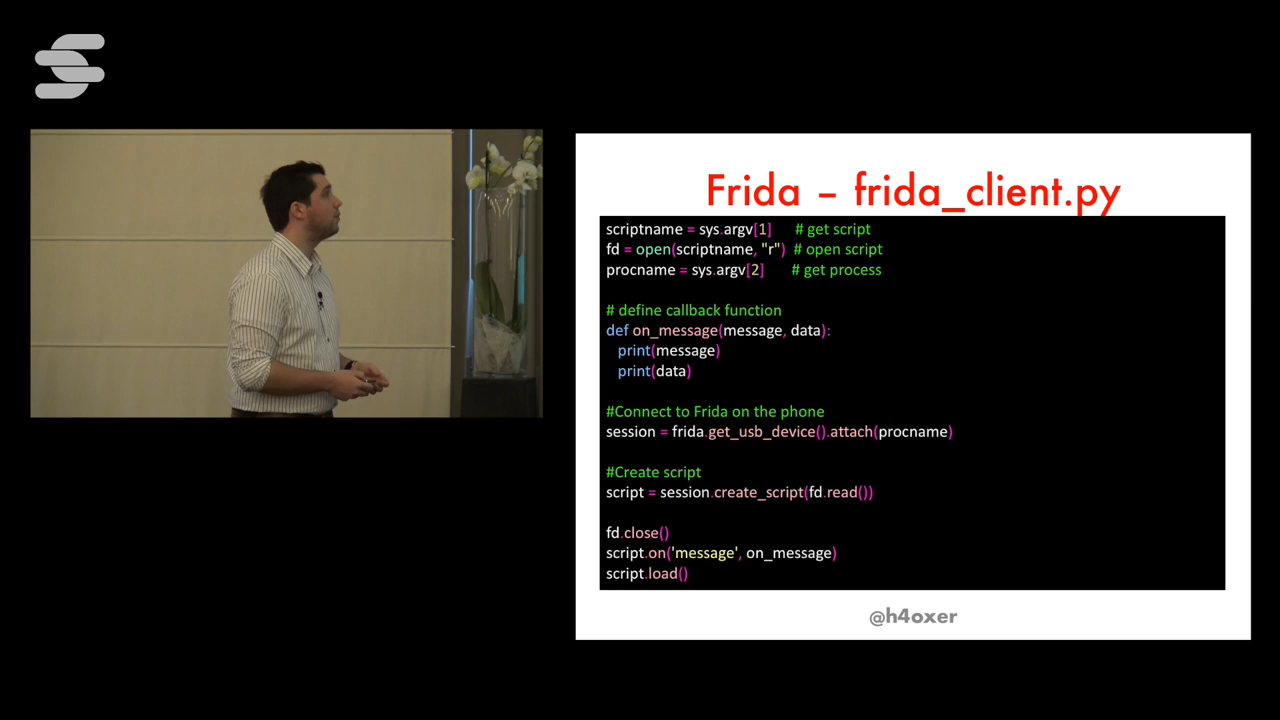 Frida – frida_client.py
scriptname = sys.argv[1] # get script
fd = open(scriptname, "r") # open script
procname = sys.argv[2] # get process
# define callback function
def on_message(message, data):
print(message)
print(data)
#Connect to Frida on the phone
session = frida.get_usb_device().attach(procname)
#Create script
script = session.create_script(fd.read())
fd.close()
script.on('message', on_message)
script.load()
@h4oxer